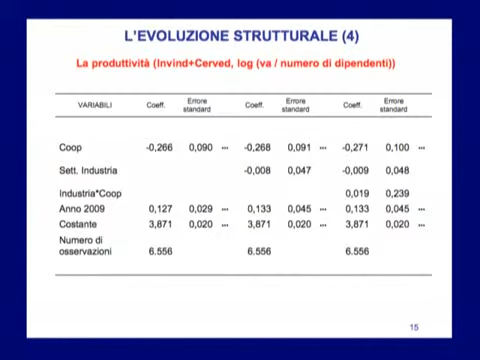 L'EVOLUZIONE STRUTTURALE (4)
La produttività (Invind+Cerved, log (va / numero di dipendenti))
VARIABILI Coeff. Errore standard Coeff. Errore standard Coeff. Errore standard
Coop -0,266 0,090 *** -0,268 0,091 *** -0,271 0,100 ***
Sett. Industria -0,008 0,047 -0,009 0,048
Industria*Coop 0,019 0,239
Anno 2009 0,127 0,029 *** 0,133 0,045 *** 0,133 0,045 ***
Costante 3,871 0,020 *** 3,871 0,020 *** 3,871 0,020 ***
Numero di
osservazioni 6.556 6.556 6.556
15